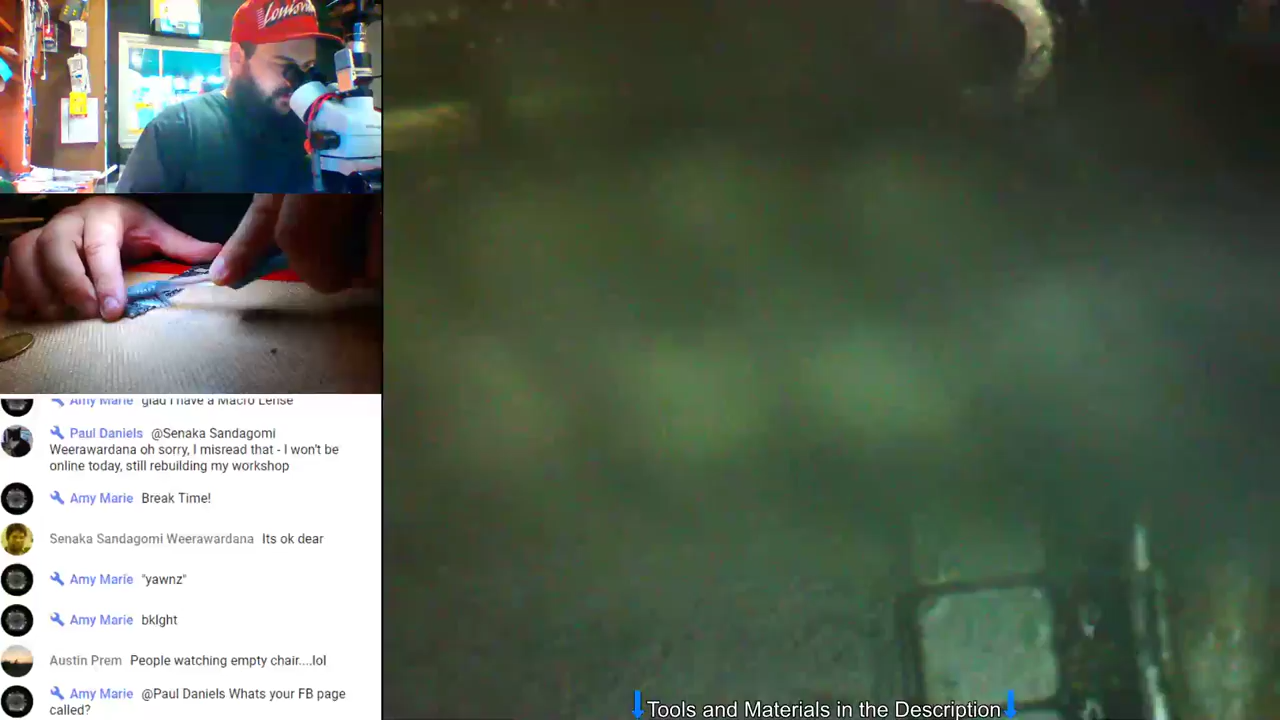 Amy Marie glad I have a Macro Lense
Paul Daniels @Senaka Sandagomi
Weerawardana oh sorry, I misread that - I won't be
online today, still rebuilding my workshop
Amy Marie Break Time!
Senaka Sandagomi Weerawardana Its ok dear
Amy Marie "yawnz"
Amy Marie bklght
Austin Prem People watching empty chair....lol
Amy Marie @Paul Daniels Whats your FB page
called?
Tools and Materials in the Description